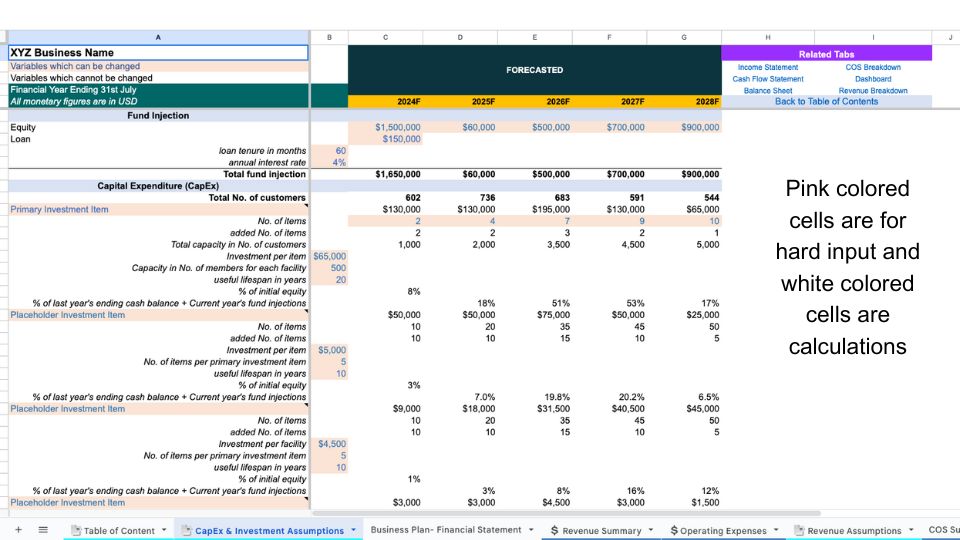 A B C D E F G H I J
XYZ Business Name
Variables which can be changed
Variables which cannot be changed
Financial Year Ending 31st July
All monetary figures are in USD
FORECASTED
2024F 2025F 2026F 2027F 2028F
Related Tabs
Income Statement COS Breakdown
Cash Flow Statement Dashboard
Balance Sheet Revenue Breakdown
Back to Table of Contents
Fund Injection
Equity $1,500,000 $60,000 $500,000 $700,000 $900,000
Loan $150,000
loan tenure in months 60
annual interest rate 4%
Total fund injection $1,650,000 $60,000 $500,000 $700,000 $900,000
Capital Expenditure (CapEx)
Total No. of customers 602 736 683 591 544
Primary Investment Item $130,000 $130,000 $195,000 $130,000 $65,000
No. of items 2 4 7 9 10
added No. of items 2 2 3 2 1
Total capacity in No. of customers 1,000 2,000 3,500 4,500 5,000
Investment per item $65,000
Capacity in No. of members for each facility 500
useful lifespan in years 20
% of initial equity 8%
% of last year's ending cash balance + Current year's fund injections 18% 51% 53% 17%
Placeholder Investment Item $50,000 $50,000 $75,000 $50,000 $25,000
No. of items 10 20 35 45 50
added No. of items 10 10 15 10 5
Investment per item $5,000
No. of items per primary investment item 5
useful lifespan in years 10
% of initial equity 3%
% of last year's ending cash balance + Current year's fund injections 7.0% 19.8% 20.2% 6.5%
Placeholder Investment Item $9,000 $18,000 $31,500 $40,500 $45,000
No. of items 10 20 35 45 50
added No. of items 10 10 15 10 5
Investment per facility $4,500
No. of items per primary investment item 5
useful lifespan in years 10
% of initial equity 1%
% of last year's ending cash balance + Current year's fund injections 3% 8% 16% 12%
Placeholder Investment Item $3,000 $3,000 $4,500 $3,000 $1,500
Pink colored
cells are for
hard input and
white colored
cells are
calculations
Table of Content CapEx & Investment Assumptions Business Plan- Financial Statement $ Revenue Summary $ Operating Expenses Revenue Assumptions COS Su